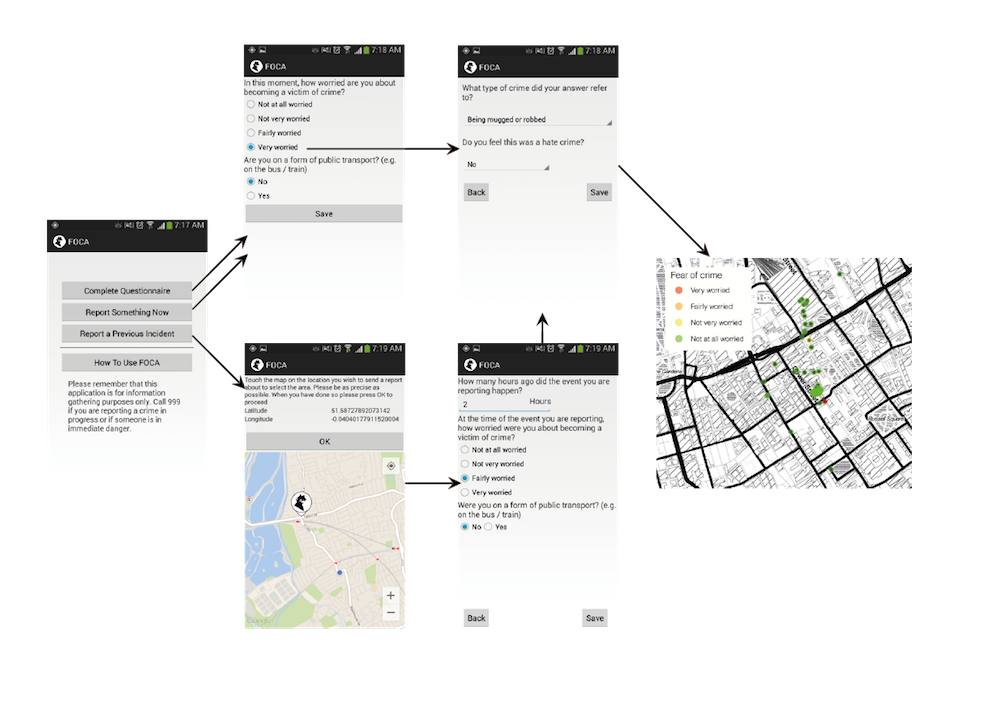 7:17 AM
FOCA
Complete Questionnaire
Report Something Now
Report a Previous Incident
How To Use FOCA
Please remember that this
application is for information
gathering purposes only. Call 999
if you are reporting a crime in
progress or if someone is in
immediate danger.
7:18 AM
FOCA
In this moment, how worried are you about
becoming a victim of crime?
Not at all worried
Not very worried
Fairly worried
Very worried
Are you on a form of public transport? (e.g.
on the bus / train)
No
Yes
Save
7:18 AM
FOCA
What type of crime did your answer refer
to?
Being mugged or robbed
Do you feel this was a hate crime?
No
Back Save
7:19 AM
FOCA
Touch the map on the location you wish to send a report
about to select the area. Please be as precise as
possible. When you have done so please press OK to
proceed
Latitude 51.58727892073142
Longitude -0.04040177911520004
OK
+
−
Google
7:19 AM
FOCA
How many hours ago did the event you are
reporting happen?
2 Hours
At the time of the event you are reporting,
how worried were you about becoming a
victim of crime?
Not at all worried
Not very worried
Fairly worried
Very worried
Were you on a form of public transport? (e.g.
on the bus / train)
No Yes
Back Save
Fear of crime
Very worried
Fairly worried
Not very worried
Not at all worried
Russell Square